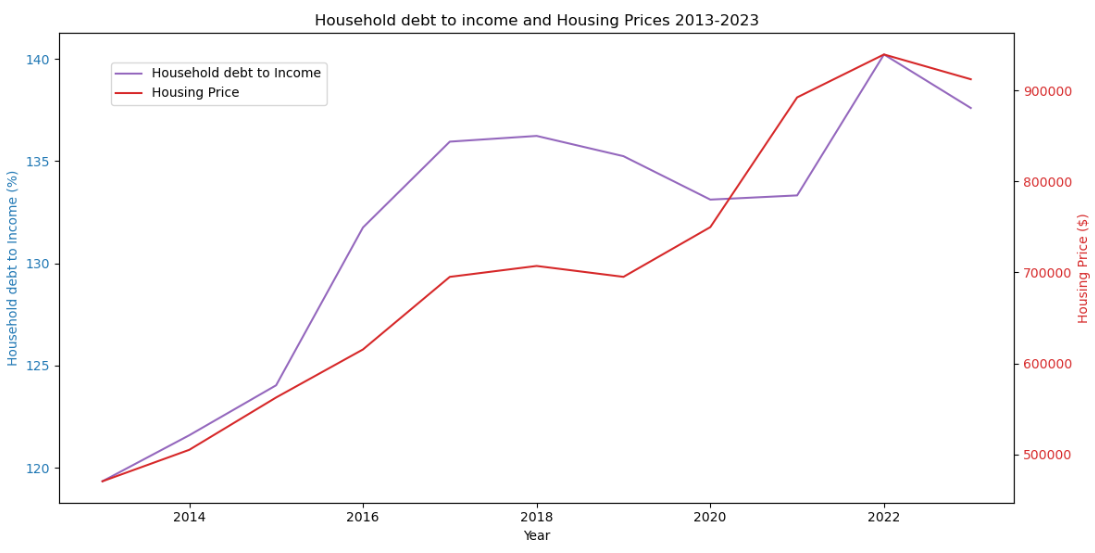 Household debt to income and Housing Prices 2013-2023
Household debt to Income
Housing Price
Household debt to Income (%)
140
135
130
125
120
900000
800000
700000
600000
500000
Housing Price ($)
2014 2016 2018 2020 2022
Year